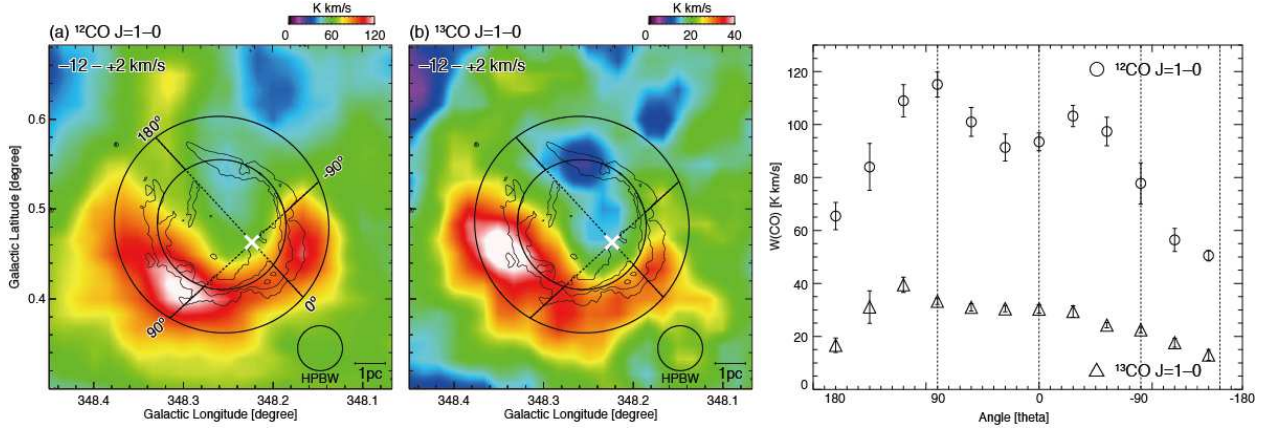 K km/s
0 60 120
(a) ¹²CO J=1–0
−12 – +2 km/s
0.6
0.5
0.4
Galactic Latitude [degree]
180º
-90º
90º
0º
HPBW
1pc
348.4 348.3 348.2 348.1
Galactic Longitude [degree]
K km/s
0 20 40
(b) ¹³CO J=1–0
−12 – +2 km/s
HPBW
1pc
348.4 348.3 348.2 348.1
Galactic Longitude [degree]
120
100
80
60
40
20
0
W(CO) [K km/s]
¹²CO J=1–0
¹³CO J=1–0
180 90 0 -90 -180
Angle [theta]